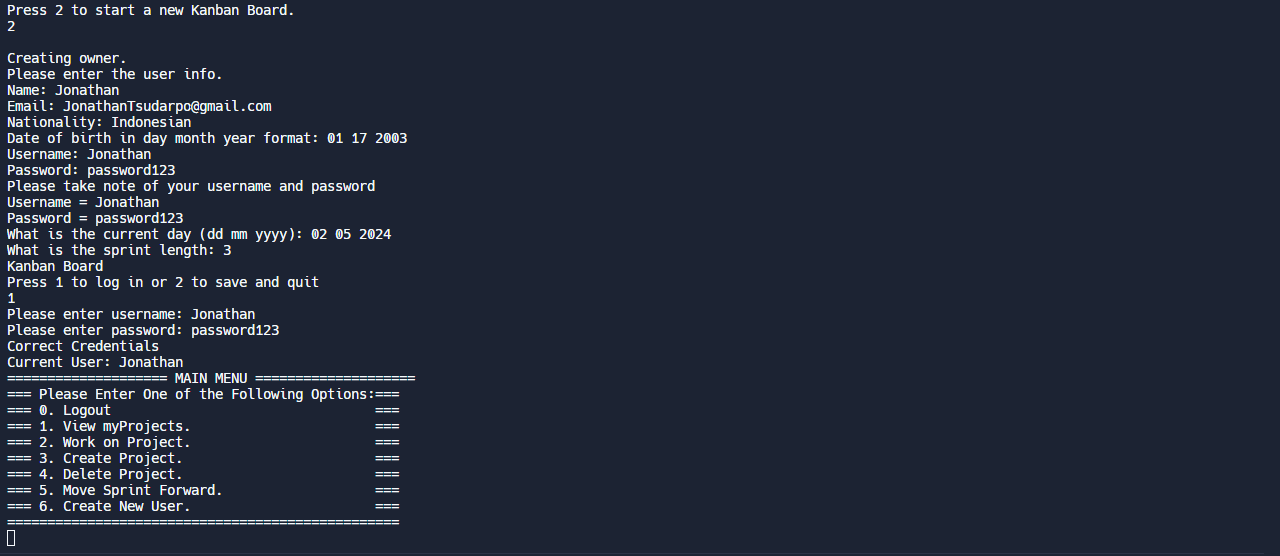 Press 2 to start a new Kanban Board.
2
Creating owner.
Please enter the user info.
Name: Jonathan
Email: JonathanTsudarpo@gmail.com
Nationality: Indonesian
Date of birth in day month year format: 01 17 2003
Username: Jonathan
Password: password123
Please take note of your username and password
Username = Jonathan
Password = password123
What is the current day (dd mm yyyy): 02 05 2024
What is the sprint length: 3
Kanban Board
Press 1 to log in or 2 to save and quit
1
Please enter username: Jonathan
Please enter password: password123
Correct Credentials
Current User: Jonathan
==================== MAIN MENU ====================
=== Please Enter One of the Following Options:===
=== 0. Logout                                 ===
=== 1. View myProjects.                       ===
=== 2. Work on Project.                       ===
=== 3. Create Project.                        ===
=== 4. Delete Project.                        ===
=== 5. Move Sprint Forward.                   ===
=== 6. Create New User.                       ===
=================================================